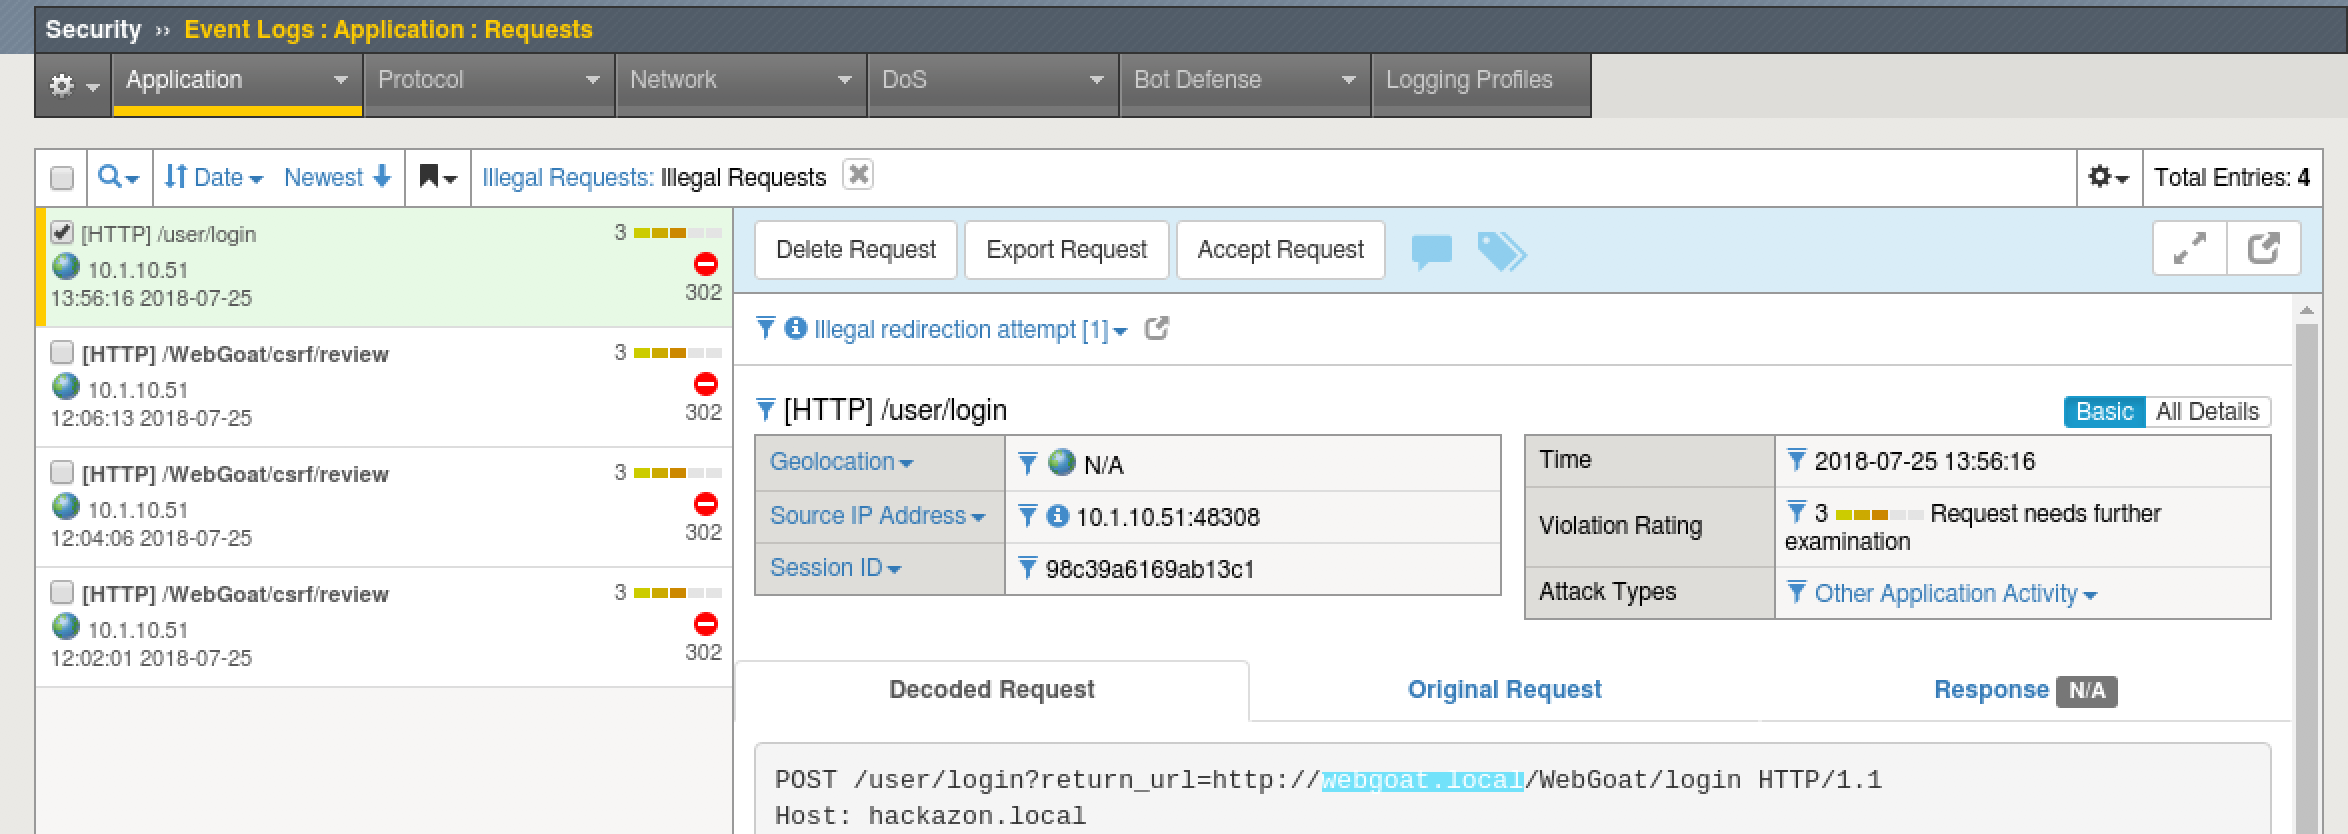 Security ›› Event Logs : Application : Requests
Application Protocol Network DoS Bot Defense Logging Profiles
Date Newest Illegal Requests: Illegal Requests Total Entries: 4
[HTTP] /user/login 3
10.1.10.51
13:56:16 2018-07-25 302
[HTTP] /WebGoat/csrf/review 3
10.1.10.51
12:06:13 2018-07-25 302
[HTTP] /WebGoat/csrf/review 3
10.1.10.51
12:04:06 2018-07-25 302
[HTTP] /WebGoat/csrf/review 3
10.1.10.51
12:02:01 2018-07-25 302
Delete Request Export Request Accept Request
Illegal redirection attempt [1]
[HTTP] /user/login Basic All Details
Geolocation N/A
Source IP Address 10.1.10.51:48308
Session ID 98c39a6169ab13c1
Time 2018-07-25 13:56:16
Violation Rating 3 Request needs further
examination
Attack Types Other Application Activity
Decoded Request Original Request Response N/A
POST /user/login?return_url=http://webgoat.local/WebGoat/login HTTP/1.1
Host: hackazon.local